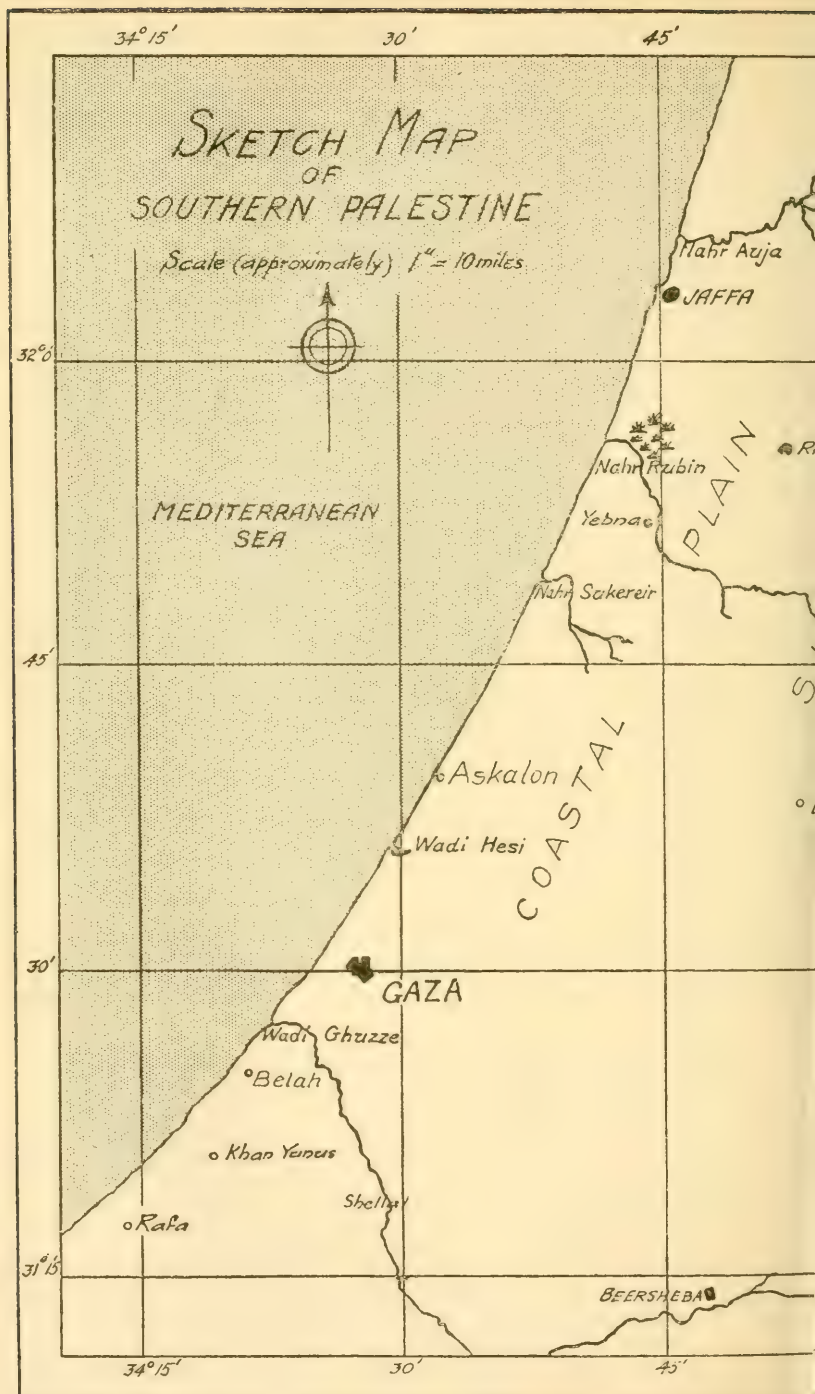 34°15'
30'
45'
SKETCH MAP
OF
SOUTHERN PALESTINE
Scale (approximately) 1" = 10 miles
Nahr Auja
JAFFA
32°0'
PLAIN
Nahr Rubin
MEDITERRANEAN
SEA
Yebna
Nahr Sukereir
45'
COASTAL
Askalon
Wadi Hesi
30'
GAZA
Wadi Ghuzze
Belah
Khan Yunus
Shellal
Rafa
31°15'
BEERSHEBA
34°15'
30'
45'